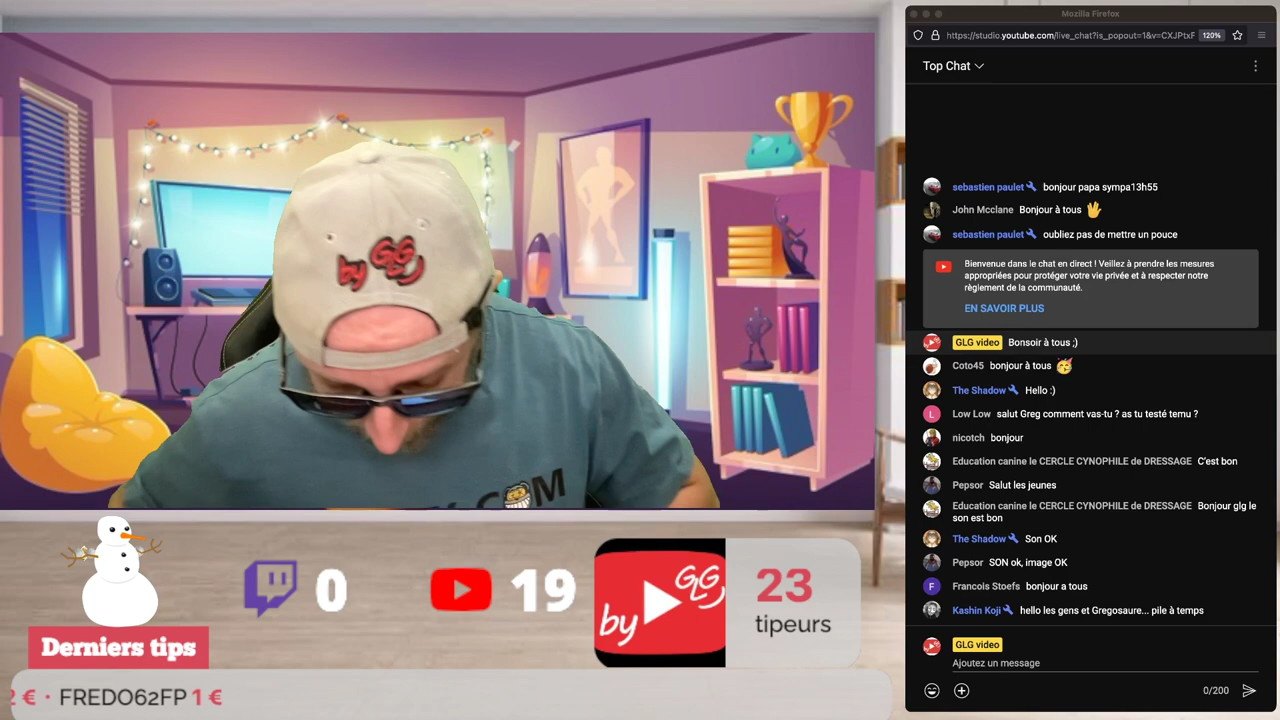 by GLG
COM
Derniers tips
€ · FREDO62FP 1 €
0
19
by GLG
23
tipeurs
Mozilla Firefox
https://studio.youtube.com/live_chat?is_popout=1&v=CXJPtxF
120%
Top Chat
sebastien paulet bonjour papa sympa13h55
John Mcclane Bonjour à tous 🖖
sebastien paulet oubliez pas de mettre un pouce
Bienvenue dans le chat en direct ! Veillez à prendre les mesures
appropriées pour protéger votre vie privée et à respecter notre
règlement de la communauté.
EN SAVOIR PLUS
GLG video Bonsoir à tous ;)
Coto45 bonjour à tous 🥳
The Shadow Hello :)
L Low Low salut Greg comment vas-tu ? as tu testé temu ?
nicotch bonjour
Education canine le CERCLE CYNOPHILE de DRESSAGE C'est bon
Pepsor Salut les jeunes
Education canine le CERCLE CYNOPHILE de DRESSAGE Bonjour glg le
son est bon
The Shadow Son OK
Pepsor SON ok, image OK
F Francois Stoefs bonjour a tous
Kashin Koji hello les gens et Gregosaure... pile à temps
GLG video
Ajoutez un message
0/200